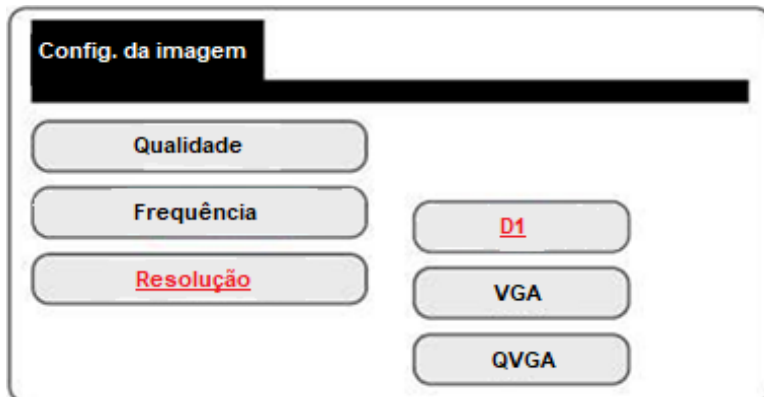 Config. da imagem
Qualidade
Frequência
Resolução
D1
VGA
QVGA